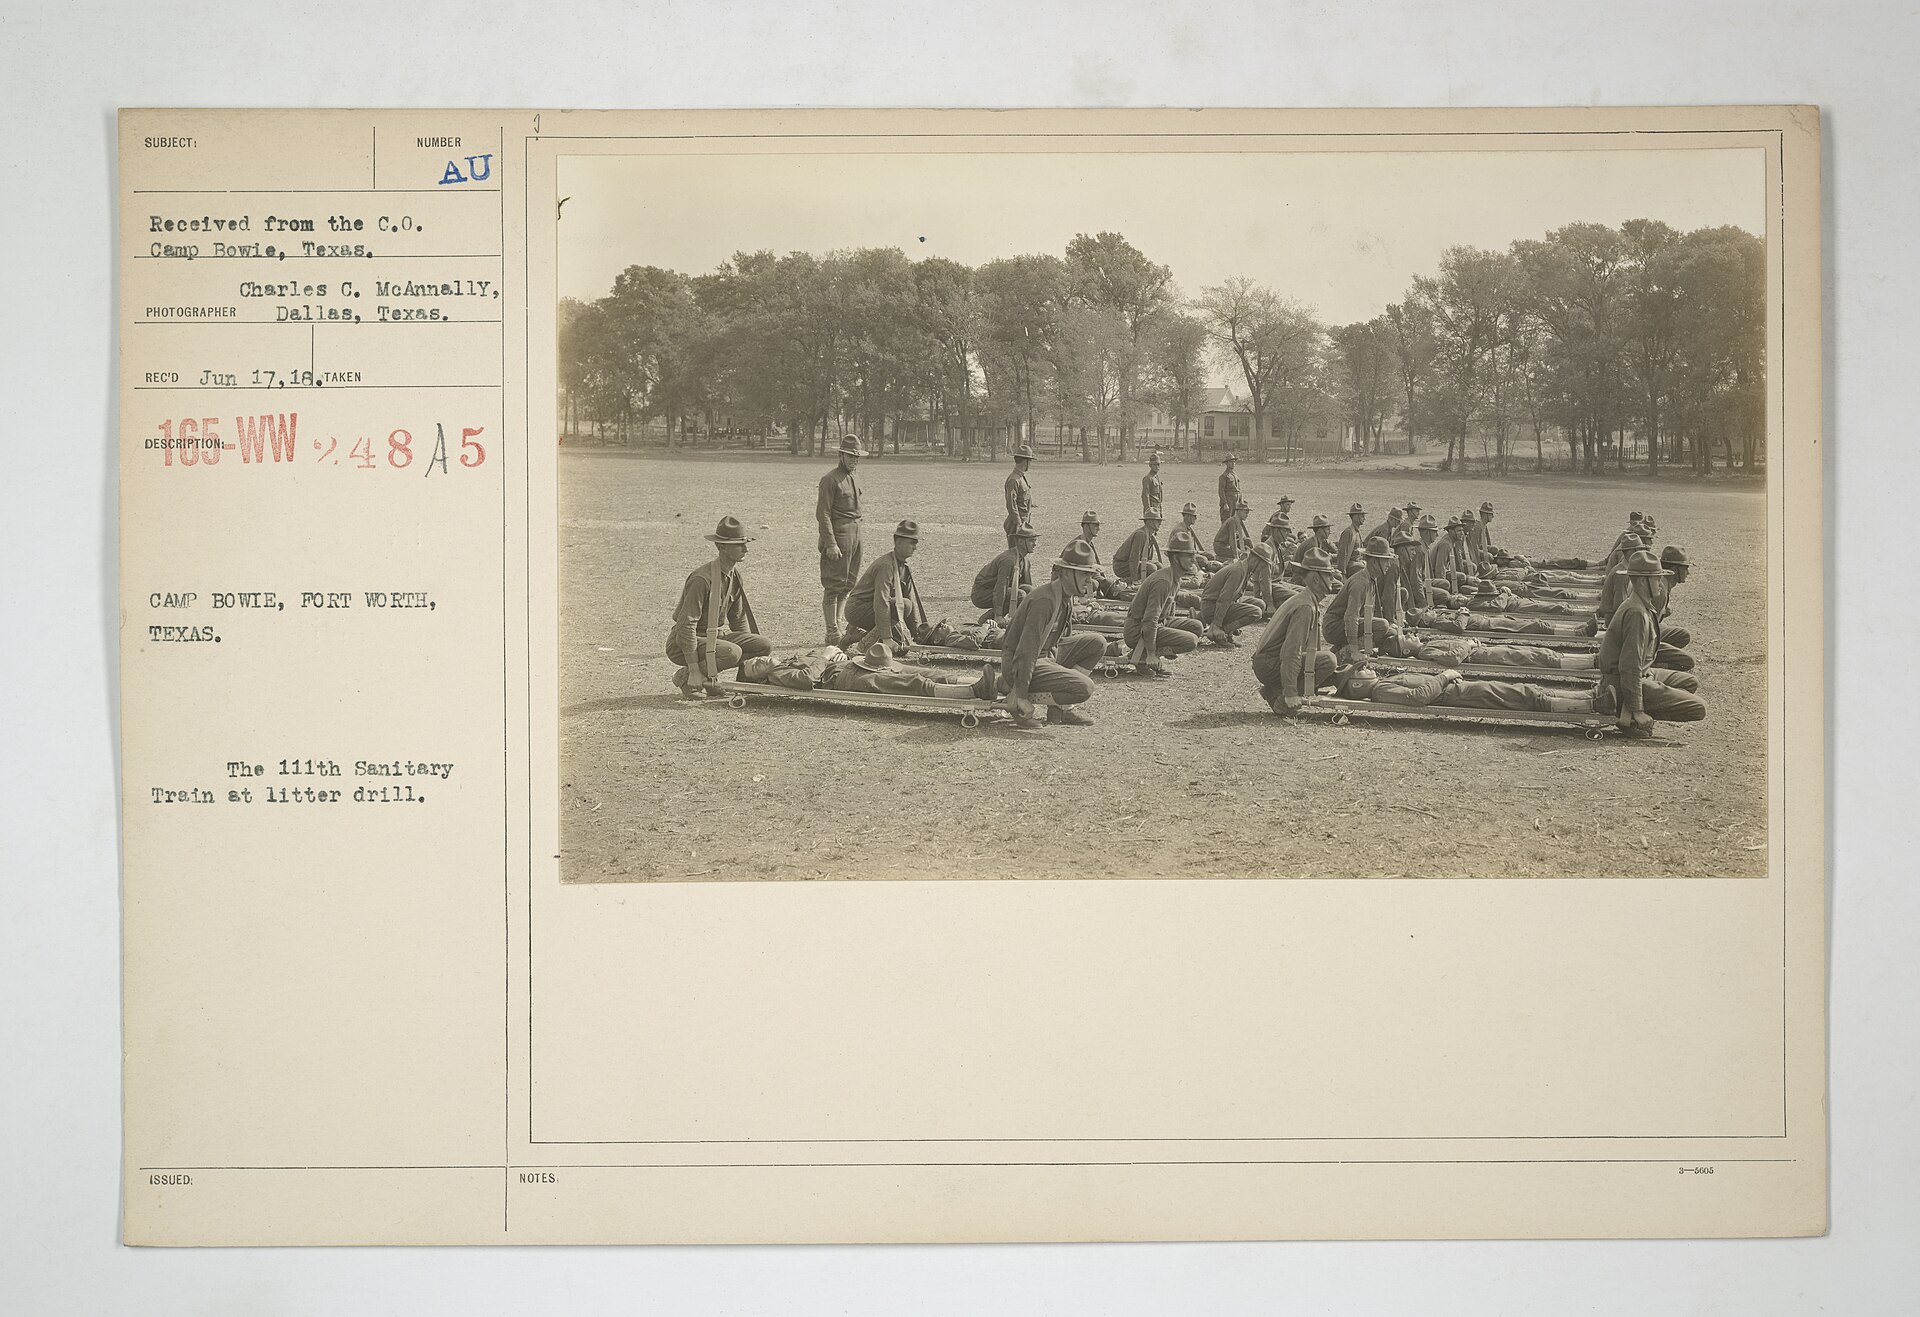 SUBJECT:
NUMBER
AU
Received from the C.O.
Camp Bowie, Texas.
Charles C. McAnnally,
PHOTOGRAPHER Dallas, Texas.
REC'D Jun 17,18. TAKEN
DESCRIPTION:
165-WW 248 A 5
CAMP BOWIE, FORT WORTH,
TEXAS.
The 111th Sanitary
Train at litter drill.
ISSUED:
NOTES
3—5605